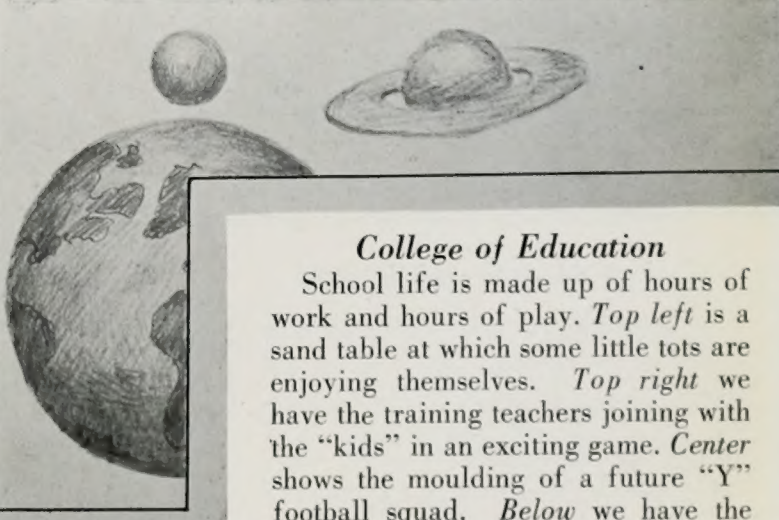 College of Education
School life is made up of hours of
work and hours of play. Top left is a
sand table at which some little tots are
enjoying themselves. Top right we
have the training teachers joining with
the “kids” in an exciting game. Center
shows the moulding of a future “Y”
football squad. Below we have the